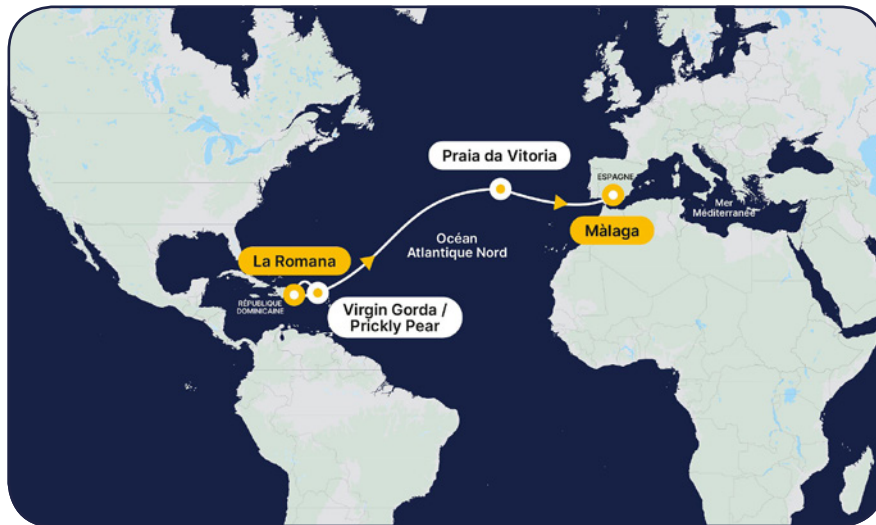 Praia da Vitoria
ESPAGNE
Mer
Méditerranée
Màlaga
Océan
Atlantique Nord
La Romana
RÉPUBLIQUE
DOMINICAINE
Virgin Gorda /
Prickly Pear